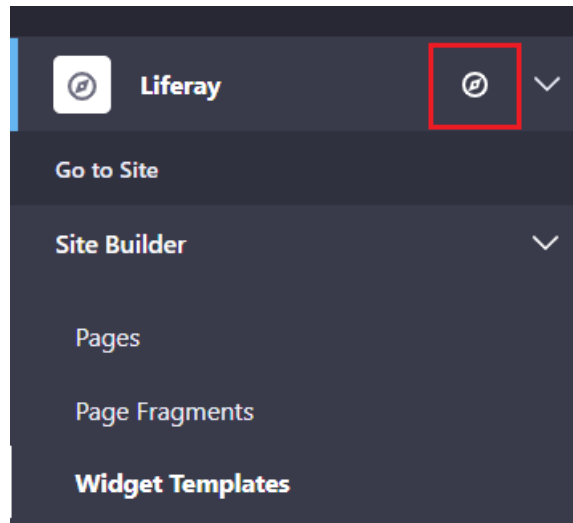 Liferay
Go to Site
Site Builder
Pages
Page Fragments
Widget Templates